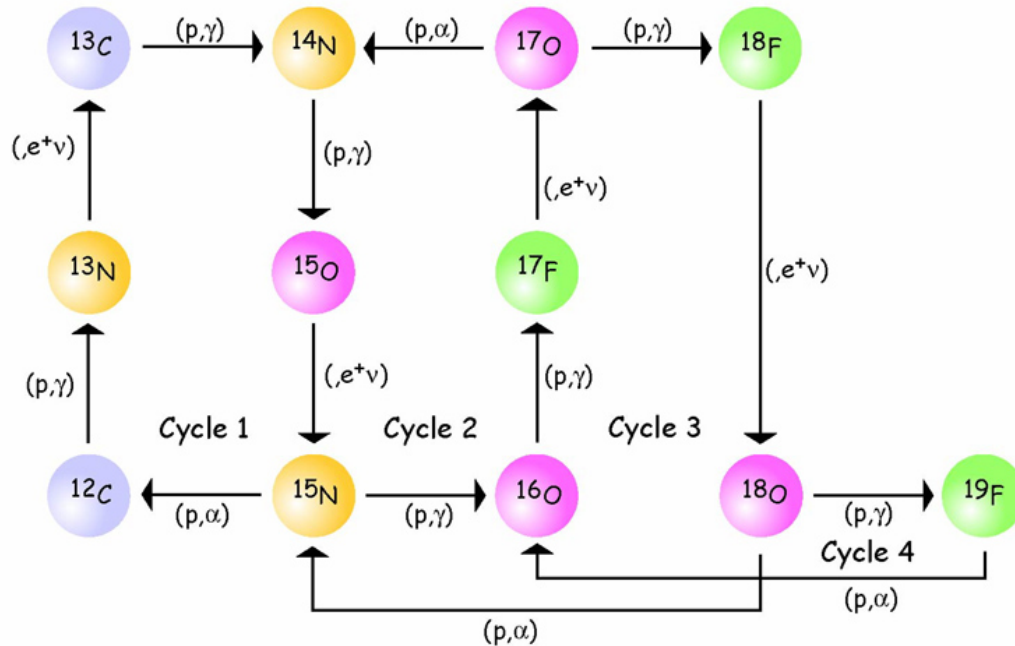 ¹³C (p,γ) ¹⁴N (p,α) ¹⁷O (p,γ) ¹⁸F
(,e⁺ν) (p,γ) (,e⁺ν)
¹³N ¹⁵O ¹⁷F (,e⁺ν)
(p,γ) (,e⁺ν) (p,γ)
Cycle 1 Cycle 2 Cycle 3
¹²C (p,α) ¹⁵N (p,γ) ¹⁶O ¹⁸O (p,γ) ¹⁹F
Cycle 4
(p,α)
(p,α)